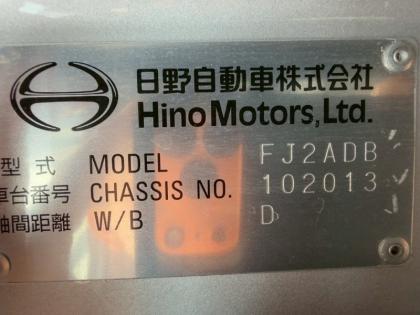 日野自動車株式会社
Hino Motors, Ltd.
型式 MODEL FJ2ADB
車台番号 CHASSIS NO. 102013
軸間距離 W/B D